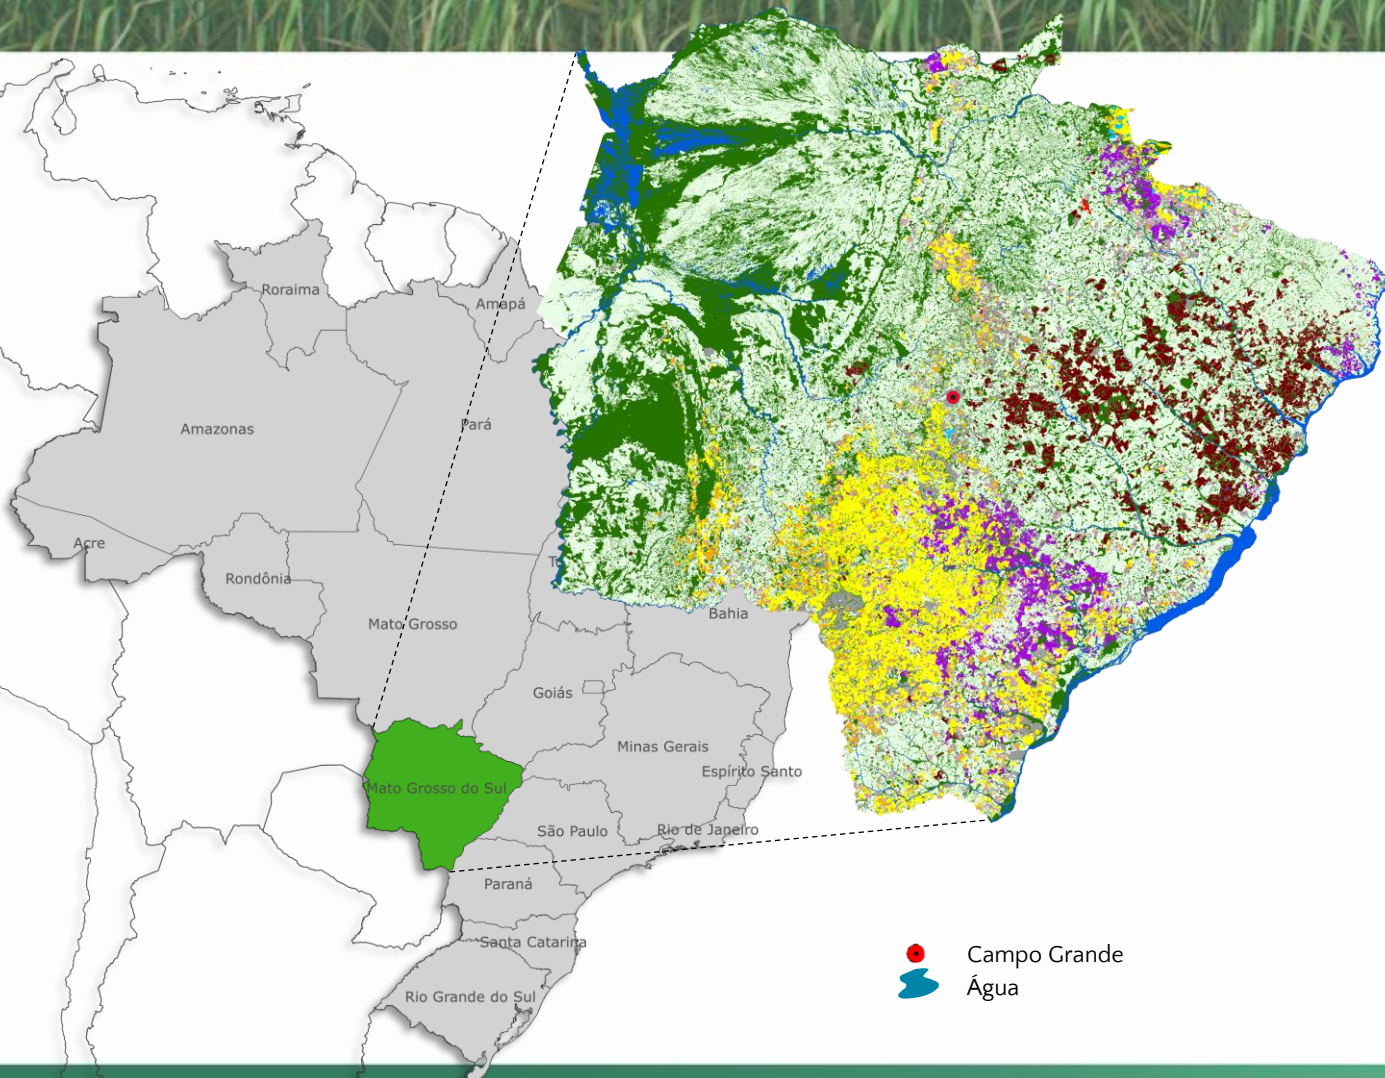 Roraima
Amapá
Amazonas
Pará
Acre
Rondônia
Mato Grosso
Bahia
Goiás
Minas Gerais
Espírito Santo
Mato Grosso do Sul
São Paulo
Rio de Janeiro
Paraná
Santa Catarina
Rio Grande do Sul
Campo Grande
Água